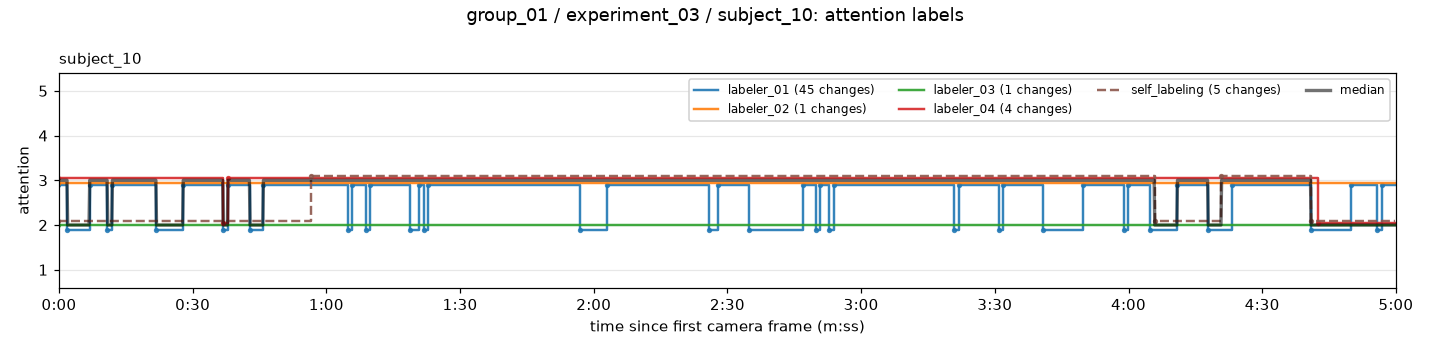 group_01 / experiment_03 / subject_10: attention labels
subject_10
labeler_01 (45 changes)
labeler_02 (1 changes)
labeler_03 (1 changes)
labeler_04 (4 changes)
self_labeling (5 changes)
median
attention
5
4
3
2
1
0:00 0:30 1:00 1:30 2:00 2:30 3:00 3:30 4:00 4:30 5:00
time since first camera frame (m:ss)